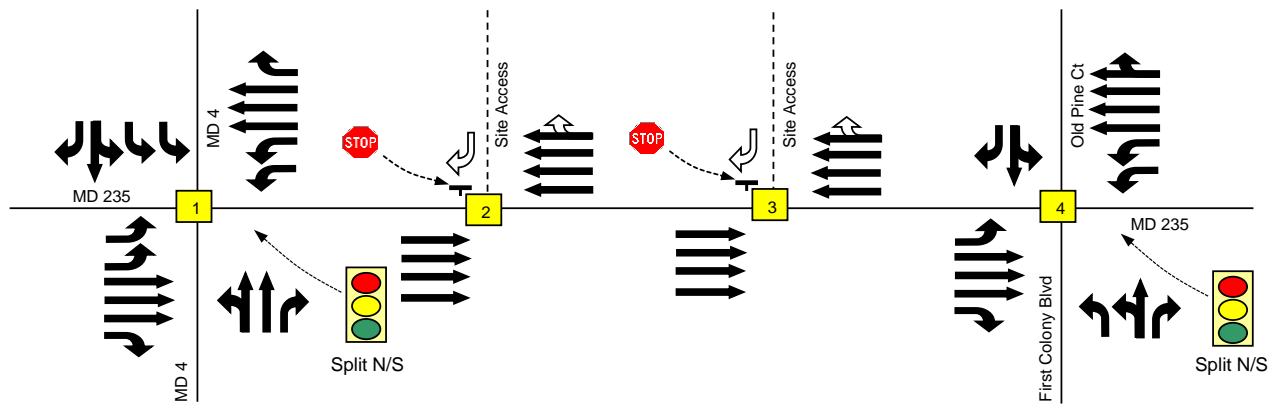 MD 4
Site Access
Site Access
Old Pine Ct
STOP
STOP
MD 235
1
2
3
4
MD 235
MD 4
Split N/S
First Colony Blvd
Split N/S